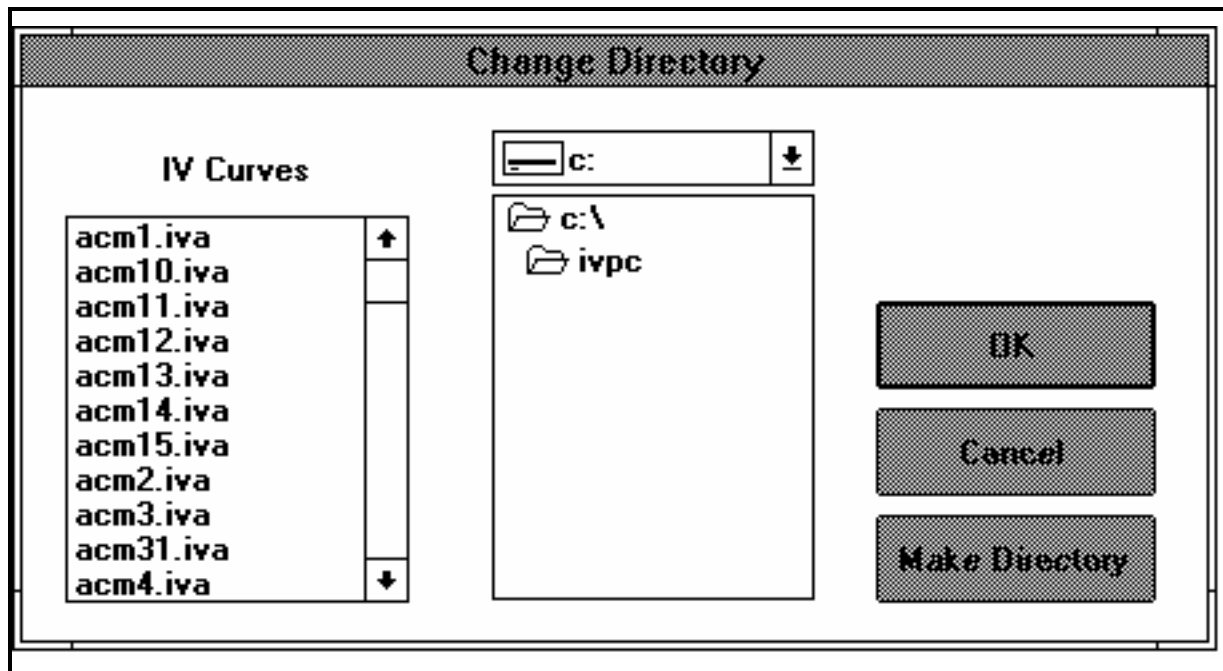 Change Directory
IV Curves
acm1.iva
acm10.iva
acm11.iva
acm12.iva
acm13.iva
acm14.iva
acm15.iva
acm2.iva
acm3.iva
acm31.iva
acm4.iva
c:
c:\
ivpc
OK
Cancel
Make Directory